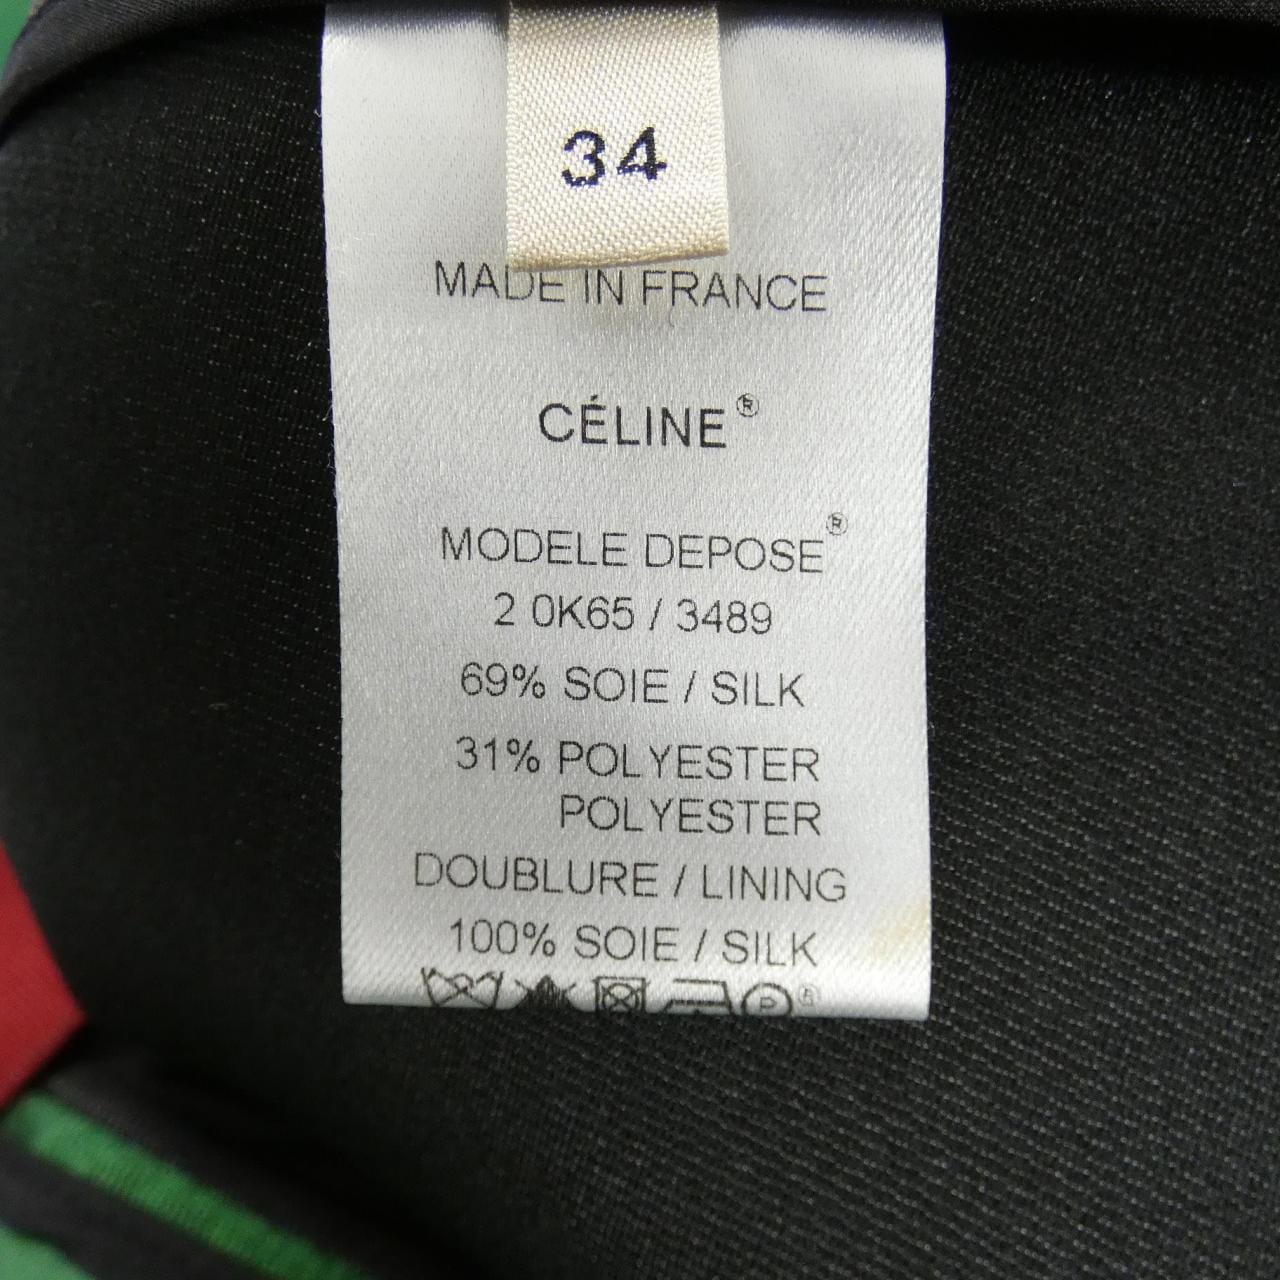 34
MADE IN FRANCE
CÉLINE®
MODELE DEPOSE®
2 0K65 / 3489
69% SOIE / SILK
31% POLYESTER
POLYESTER
DOUBLURE / LINING
100% SOIE / SILK
P ®